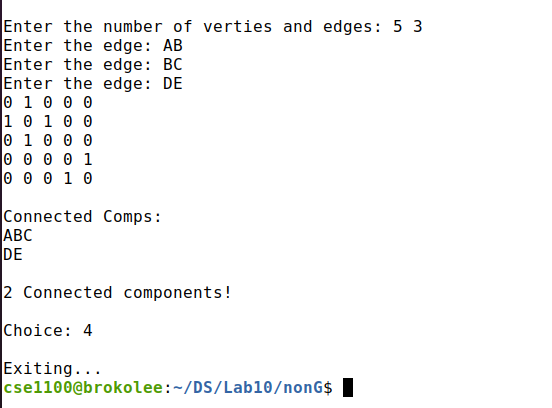 Enter the number of verties and edges: 5 3
Enter the edge: AB
Enter the edge: BC
Enter the edge: DE
0 1 0 0 0
1 0 1 0 0
0 1 0 0 0
0 0 0 0 1
0 0 0 1 0
Connected Comps:
ABC
DE
2 Connected components!
Choice: 4
Exiting...
cse1100@brokolee:~/DS/Lab10/nonG$